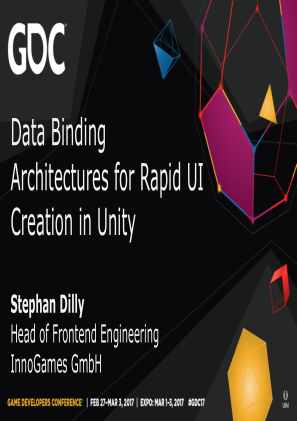 GDC
Data Binding
Architectures for Rapid UI
Creation in Unity
Stephan Dilly
Head of Frontend Engineering
InnoGames GmbH
GAME DEVELOPERS CONFERENCE® | FEB 27-MAR 3, 2017 | EXPO: MAR 1-3, 2017 #GDC17
UBM